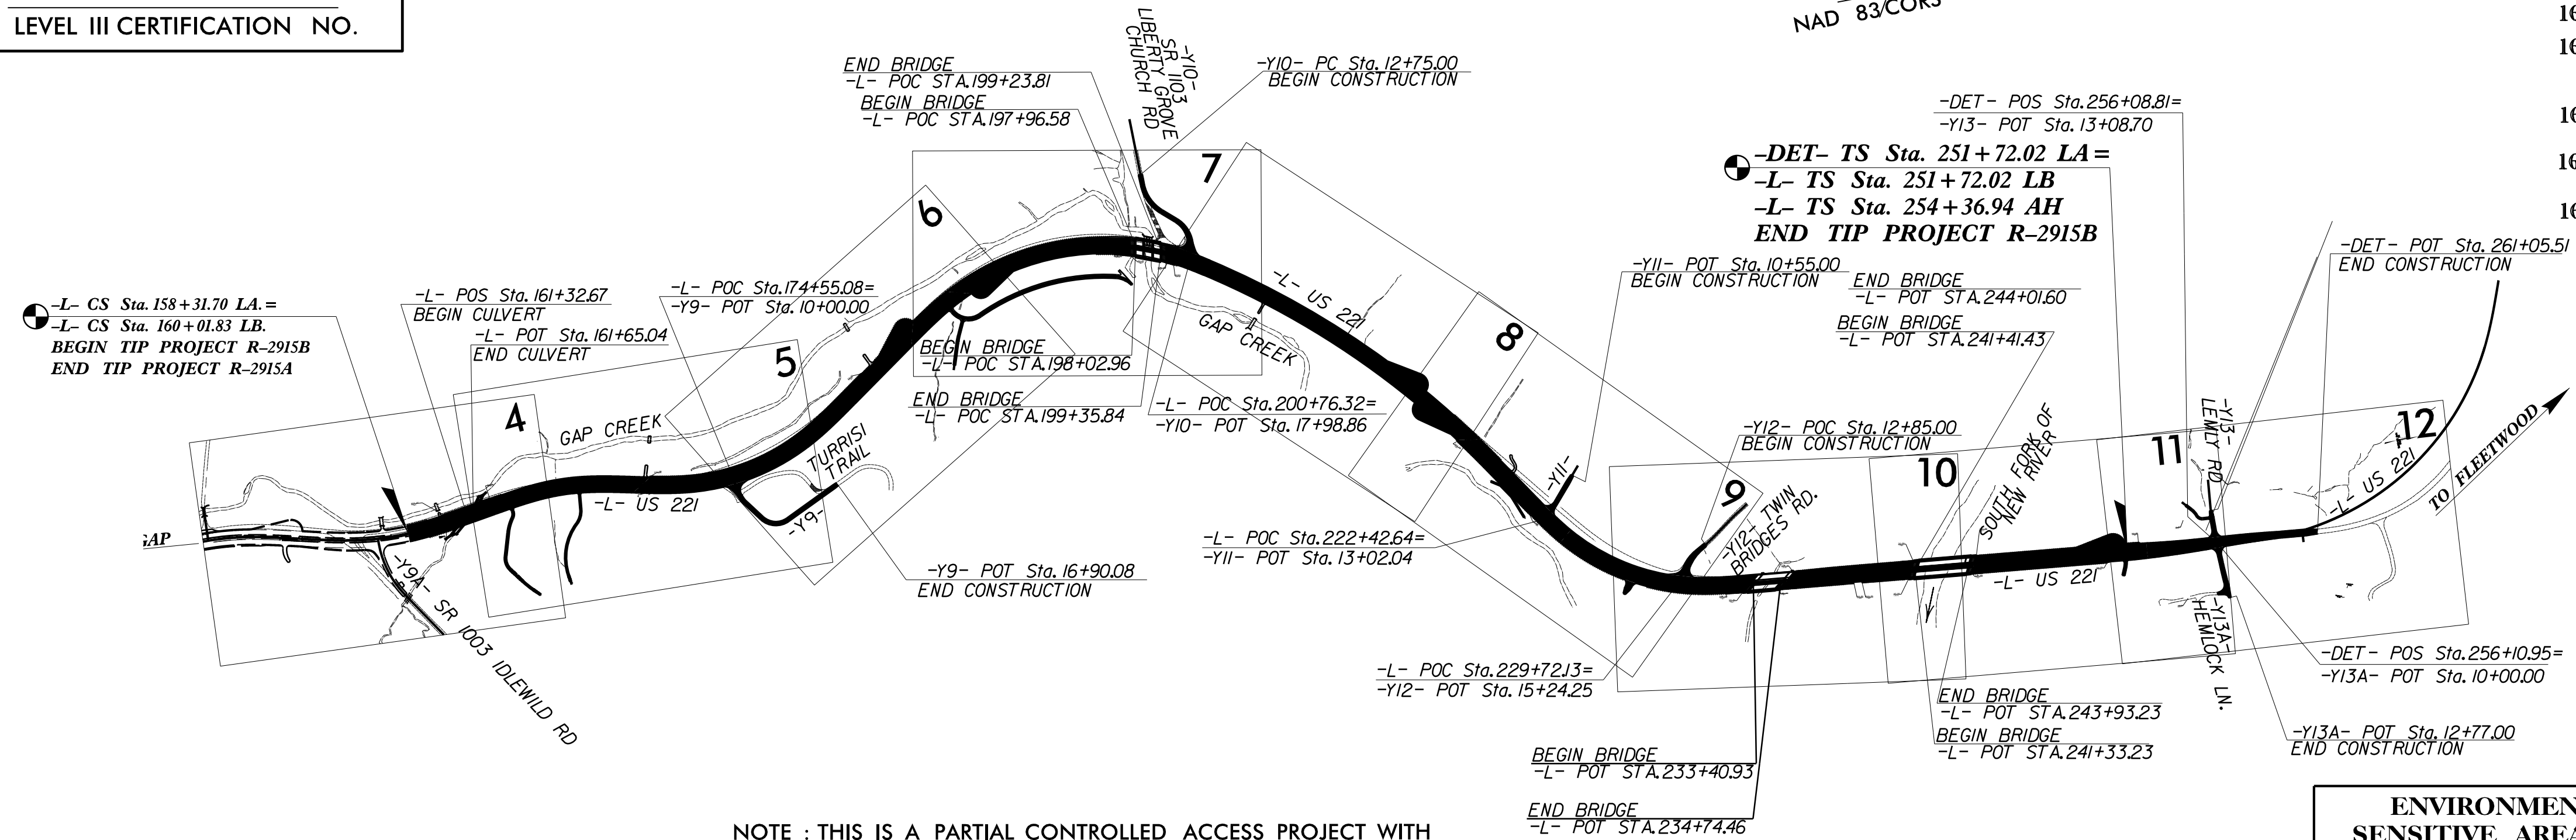 LEVEL III CERTIFICATION NO.
NAD 83/CORS
END BRIDGE
-L- POC STA.199+23.81
BEGIN BRIDGE
-L- POC STA.197+96.58
-Y10-
SR 1103
LIBERTY GROVE
CHURCH RD
-Y10- PC Sta.12+75.00
BEGIN CONSTRUCTION
-DET- POS Sta.256+08.81=
-Y13- POT Sta.13+08.70
-DET- TS Sta. 251+72.02 LA=
-L- TS Sta. 251+72.02 LB
-L- TS Sta. 254+36.94 AH
END TIP PROJECT R-2915B
-DET- POT Sta.261+05.51
END CONSTRUCTION
-L- CS Sta.158+31.70 LA.=
-L- CS Sta. 160+01.83 LB.
BEGIN TIP PROJECT R-2915B
END TIP PROJECT R-2915A
-L- POS Sta.161+32.67
BEGIN CULVERT
-L- POT Sta.161+65.04
END CULVERT
-L- POC Sta.174+55.08=
-Y9- POT Sta.10+00.00
-Y11- POT Sta.10+55.00
BEGIN CONSTRUCTION
END BRIDGE
-L- POT STA.244+01.60
BEGIN BRIDGE
-L- POT STA.241+41.43
4
5
6
7
8
9
10
11
12
BEGIN BRIDGE
-L- POC STA.198+02.96
END BRIDGE
-L- POC STA.199+35.84
-L- POC Sta.200+76.32=
-Y10- POT Sta.17+98.86
-L- US 221
GAP CREEK
GAP CREEK
-L- US 221
TURRISI
TRAIL
-Y9-
-Y9- POT Sta.16+90.08
END CONSTRUCTION
-Y9A- SR 1003 IDLEWILD RD
GAP
-Y11-
-L- POC Sta.222+42.64=
-Y11- POT Sta.13+02.04
-Y12- POC Sta.12+85.00
BEGIN CONSTRUCTION
-Y12- TWIN
BRIDGES RD.
SOUTH FORK OF
NEW RIVER
-L- US 221
-Y13-
LEMLY RD
-L- US 221
TO FLEETWOOD
-Y13A-
HEMLOCK LN.
-L- POC Sta.229+72.13=
-Y12- POT Sta.15+24.25
-DET- POS Sta.256+10.95=
-Y13A- POT Sta.10+00.00
END BRIDGE
-L- POT STA.243+93.23
BEGIN BRIDGE
-L- POT STA.241+33.23
-Y13A- POT Sta.12+77.00
END CONSTRUCTION
BEGIN BRIDGE
-L- POT STA.233+40.93
END BRIDGE
-L- POT STA.234+74.46
NOTE : THIS IS A PARTIAL CONTROLLED ACCESS PROJECT WITH